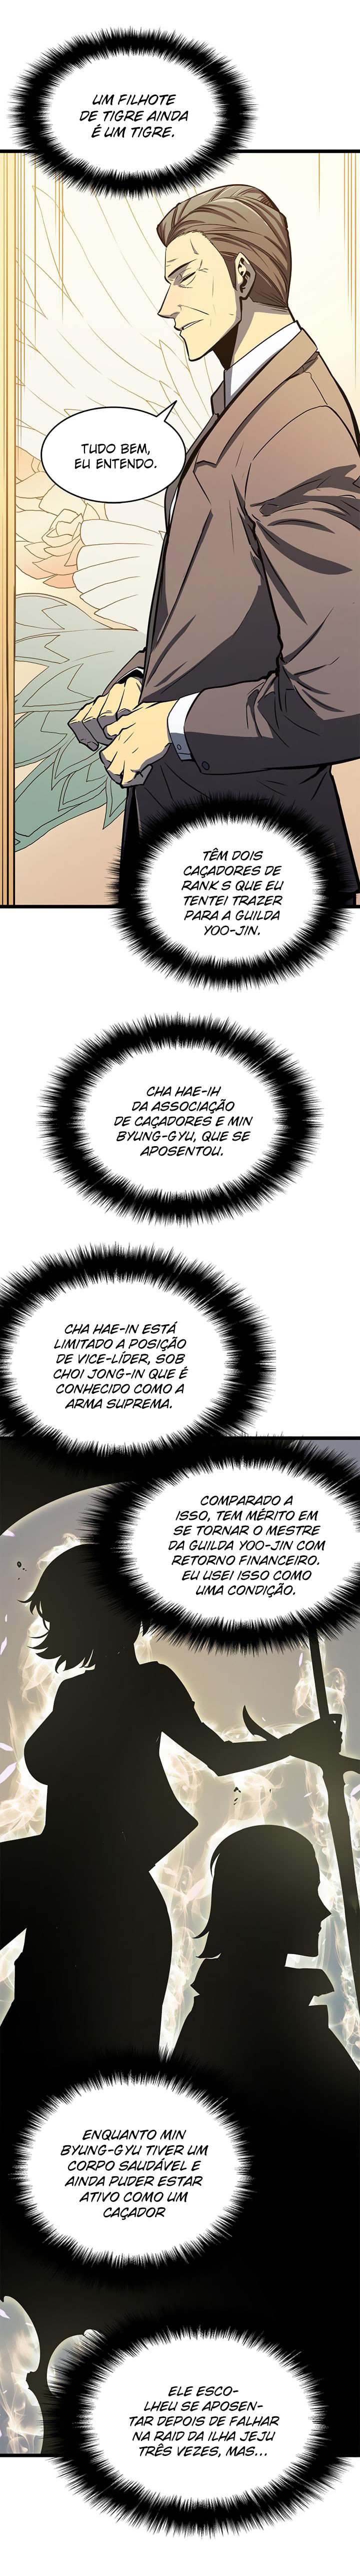 UM FILHOTE
DE TIGRE AINDA
É UM TIGRE.
TUDO BEM,
EU ENTENDO.
TÊM DOIS
CAÇADORES DE
RANK S QUE EU
TENTEI TRAZER
PARA A GUILDA
YOO-JIN.
CHA HAE-IH
DA ASSOCIAÇÃO
DE CAÇADORES E MIN
BYUNG-GYU, QUE SE
APOSENTOU.
CHA HAE-IN ESTÁ
LIMITADO A POSIÇÃO
DE VICE-LÍDER, SOB
CHOI JONG-IN QUE É
CONHECIDO COMO A
ARMA SUPREMA.
COMPARADO A
ISSO, TEM MÉRITO EM
SE TORNAR O MESTRE
DA GUILDA YOO-JIN COM
RETORNO FINANCEIRO.
EU USEI ISSO COMO
UMA CONDIÇÃO.
ENQUANTO MIN
BYUNG-GYU TIVER UM
CORPO SAUDÁVEL E
AINDA PUDER ESTAR
ATIVO COMO UM
CAÇADOR
ELE ESCO-
LHEU SE APOSEN-
TAR DEPOIS DE FALHAR
NA RAID DA ILHA JEJU
TRÊS VEZES, MAS...